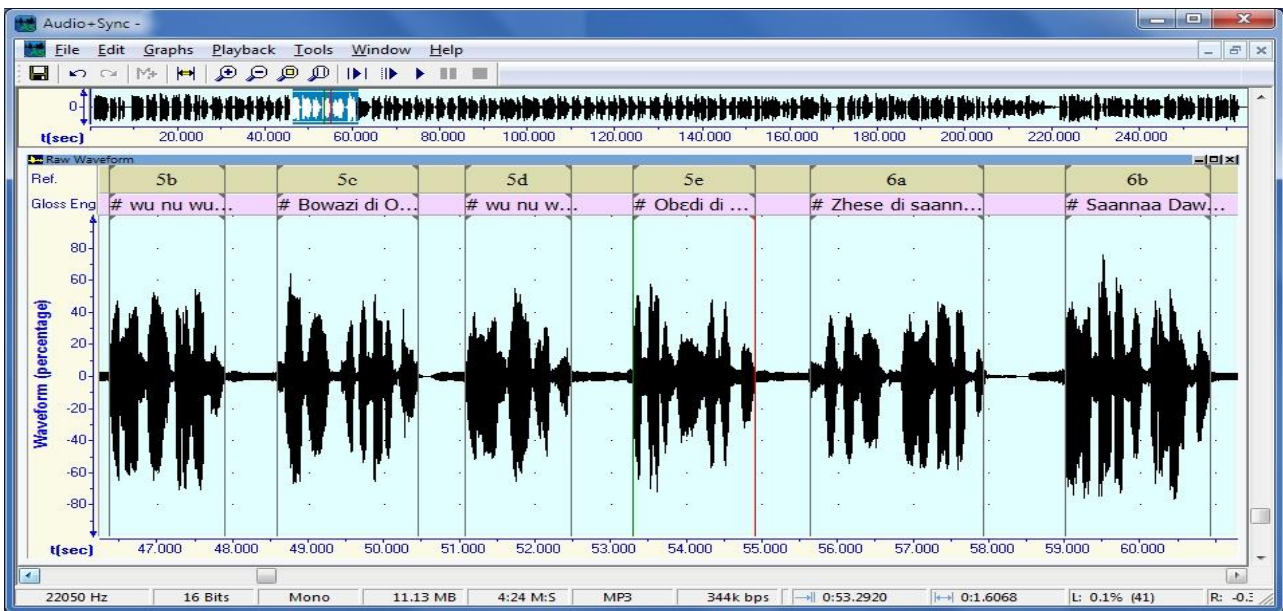 Audio+Sync -
File Edit Graphs Playback Tools Window Help
0
t(sec) 20.000 40.000 60.000 80.000 100.000 120.000 140.000 160.000 180.000 200.000 220.000 240.000
Raw Waveform
Ref. 5b 5c 5d 5e 6a 6b
Gloss Eng # wu nu wu... # Bowazi di O... # wu nu w... # Obɛdi di ... # Zhese di saann... # Saannaa Daw...
Waveform (percentage)
80
60
40
20
0
-20
-40
-60
-80
t(sec) 47.000 48.000 49.000 50.000 51.000 52.000 53.000 54.000 55.000 56.000 57.000 58.000 59.000 60.000
22050 Hz 16 Bits Mono 11.13 MB 4:24 M:S MP3 344k bps 0:53.2920 0:1.6068 L: 0.1% (41) R: -0.